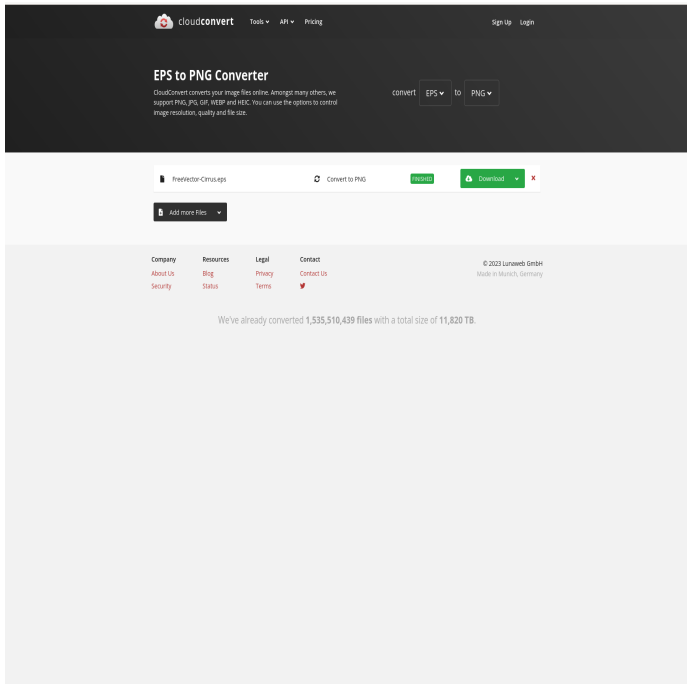 cloudconvert Tools API Pricing Sign Up Login
EPS to PNG Converter
CloudConvert converts your image files online. Amongst many others, we
support PNG, JPG, GIF, WEBP and HEIC. You can use the options to control
image resolution, quality and file size.
convert EPS to PNG
FreeVector-Cirrus.eps Convert to PNG FINISHED Download
Add more Files
Company Resources Legal Contact
About Us Blog Privacy Contact Us
Security Status Terms
© 2023 Lunaweb GmbH
Made in Munich, Germany
We've already converted 1,535,510,439 files with a total size of 11,820 TB.